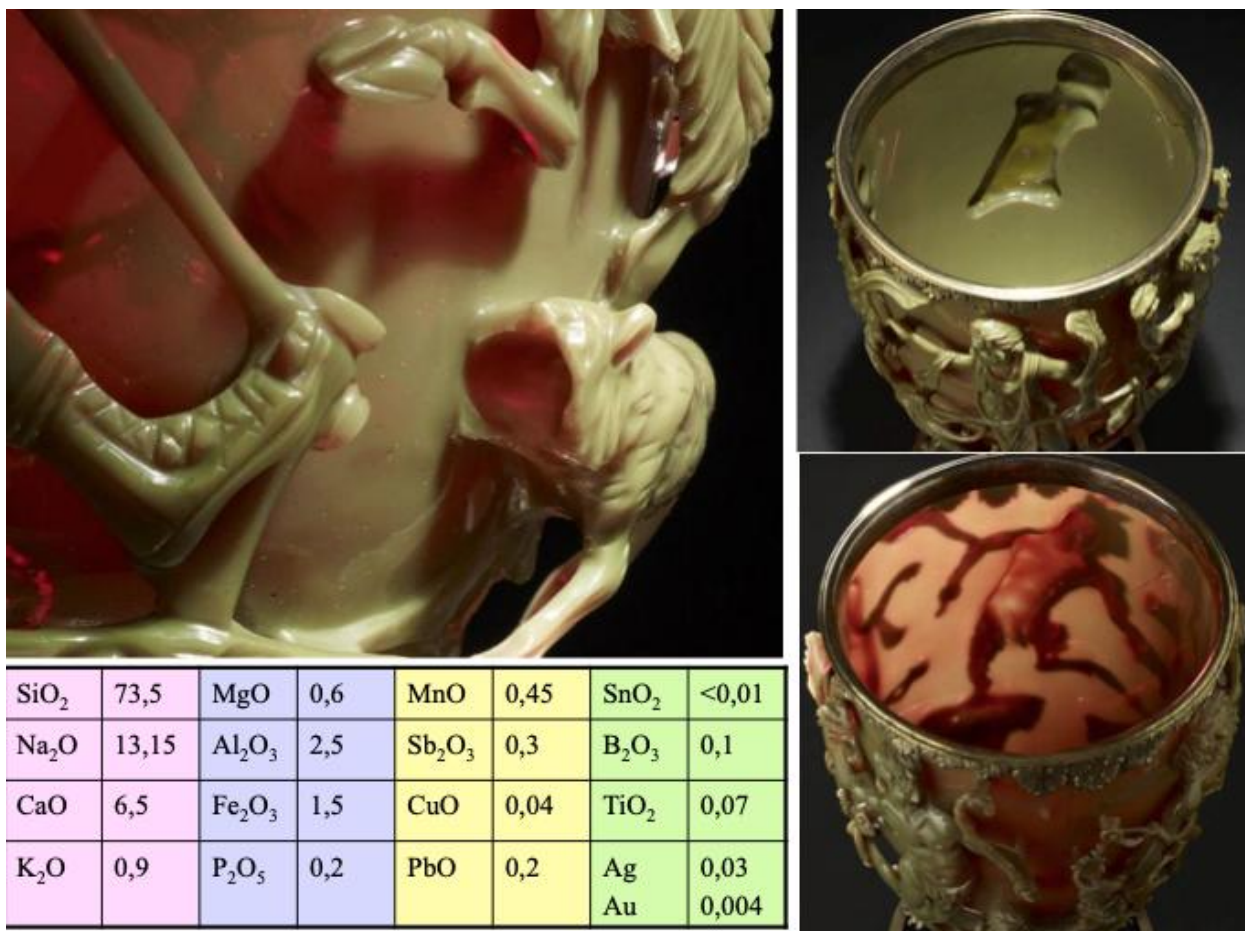 SiO₂ 73,5 MgO 0,6 MnO 0,45 SnO₂ <0,01
Na₂O 13,15 Al₂O₃ 2,5 Sb₂O₃ 0,3 B₂O₃ 0,1
CaO 6,5 Fe₂O₃ 1,5 CuO 0,04 TiO₂ 0,07
K₂O 0,9 P₂O₅ 0,2 PbO 0,2 Ag 0,03
Au 0,004